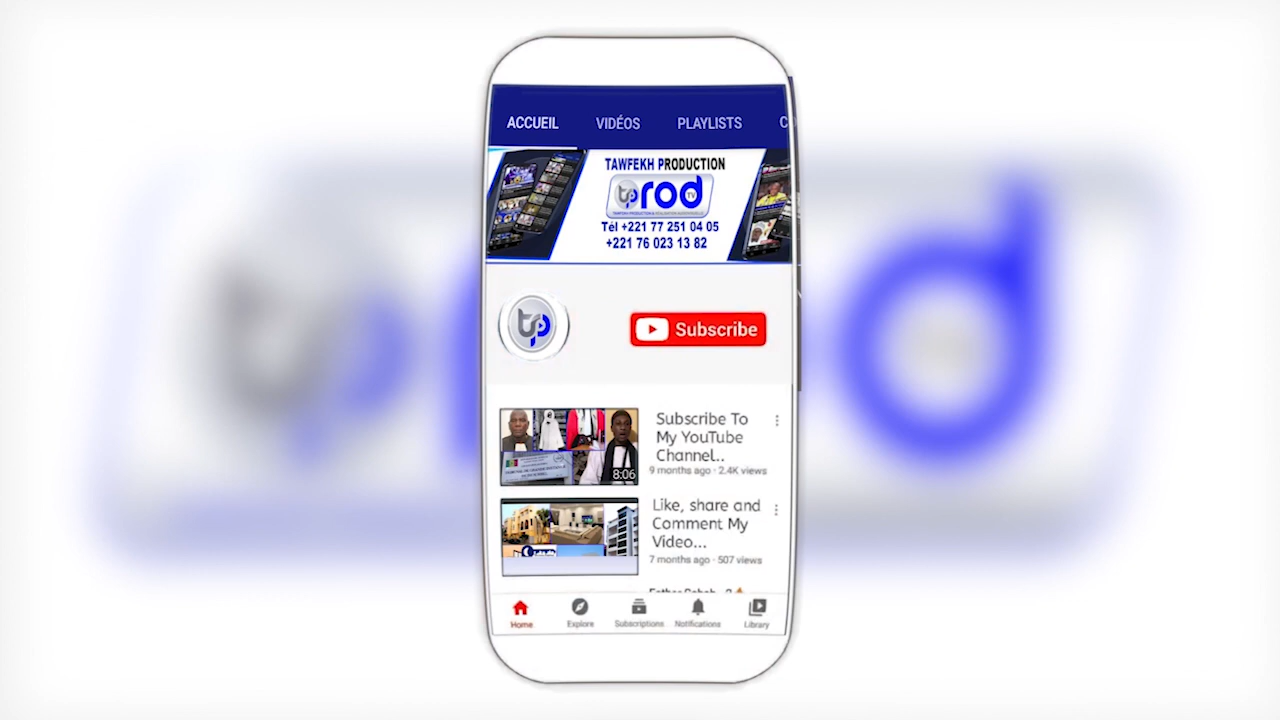 ACCUEIL VIDÉOS PLAYLISTS
TAWFEKH PRODUCTION
tprod TV
Tél +221 77 251 04 05
+221 76 023 13 82
tp
Subscribe
8:06
Subscribe To
My YouTube
Channel..
9 months ago · 2.4K views
Like, share and
Comment My
Video...
7 months ago · 507 views
Home Explore Subscriptions Notifications Library